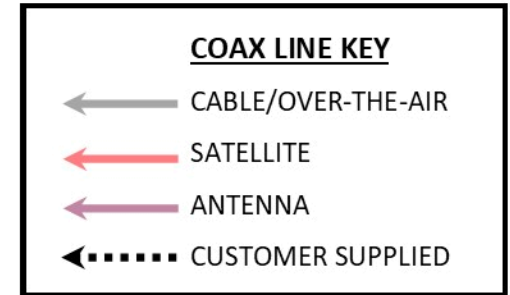 COAX LINE KEY
CABLE/OVER-THE-AIR
SATELLITE
ANTENNA
CUSTOMER SUPPLIED